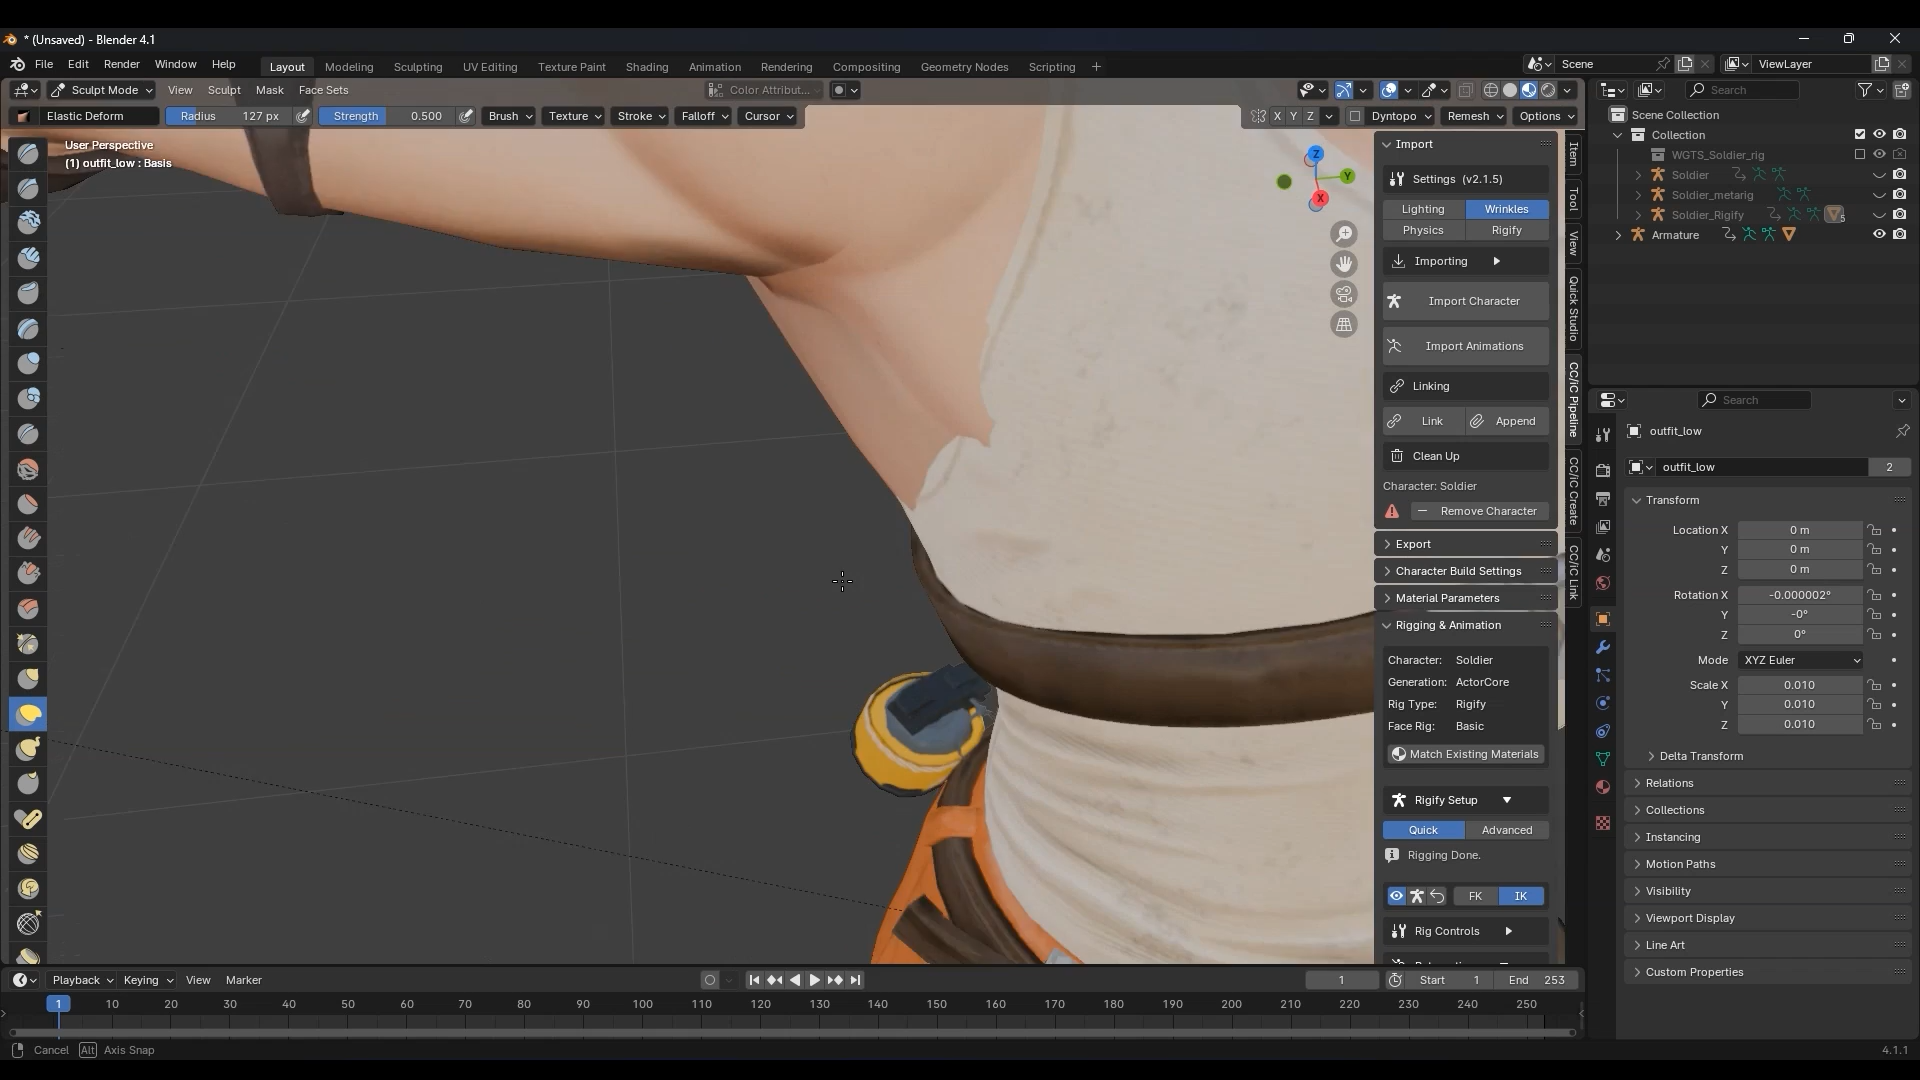 * (Unsaved) - Blender 4.1
File Edit Render Window Help
Layout Modeling Sculpting UV Editing Texture Paint Shading Animation Rendering Compositing Geometry Nodes Scripting +
Scene
ViewLayer
Sculpt Mode View Sculpt Mask Face Sets
Color Attribut...
Search
Elastic Deform
Radius 127 px
Strength 0.500
Brush Texture Stroke Falloff Cursor
X Y Z
Dyntopo Remesh Options
Scene Collection
Collection
WGTS_Soldier_rig
Soldier
Soldier_metarig
Soldier_Rigify
5
Armature
User Perspective
(1) outfit_low : Basis
Z
Y
X
Import
Settings (v2.1.5)
Lighting Wrinkles
Physics Rigify
Importing
Import Character
Import Animations
Linking
Link Append
Clean Up
Character: Soldier
Remove Character
Export
Character Build Settings
Material Parameters
Rigging & Animation
Character: Soldier
Generation: ActorCore
Rig Type: Rigify
Face Rig: Basic
Match Existing Materials
Rigify Setup
Quick Advanced
Rigging Done.
FK IK
Rig Controls
Item
Tool
View
Quick Studio
CC/iC Pipeline
CC/iC Create
CC/iC Link
Search
outfit_low
outfit_low 2
Transform
Location X 0 m
Y 0 m
Z 0 m
Rotation X -0.000002°
Y -0°
Z 0°
Mode XYZ Euler
Scale X 0.010
Y 0.010
Z 0.010
Delta Transform
Relations
Collections
Instancing
Motion Paths
Visibility
Viewport Display
Line Art
Custom Properties
Playback Keying View Marker
1
Start 1
End 253
1 10 20 30 40 50 60 70 80 90 100 110 120 130 140 150 160 170 180 190 200 210 220 230 240 250
Cancel Alt Axis Snap
4.1.1